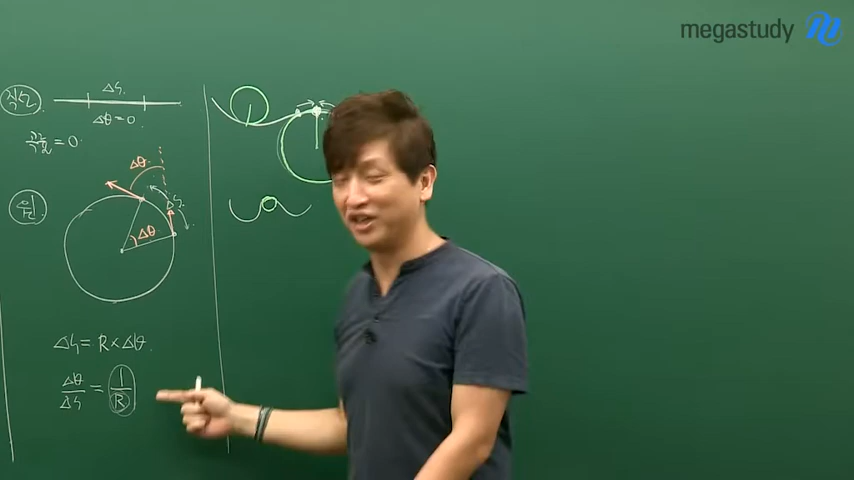 megastudy
직선
Δs
Δθ=0
곡률=0
Δθ
Δs
Δθ
원
Δs=R×Δθ.
Δθ/Δs = 1/R